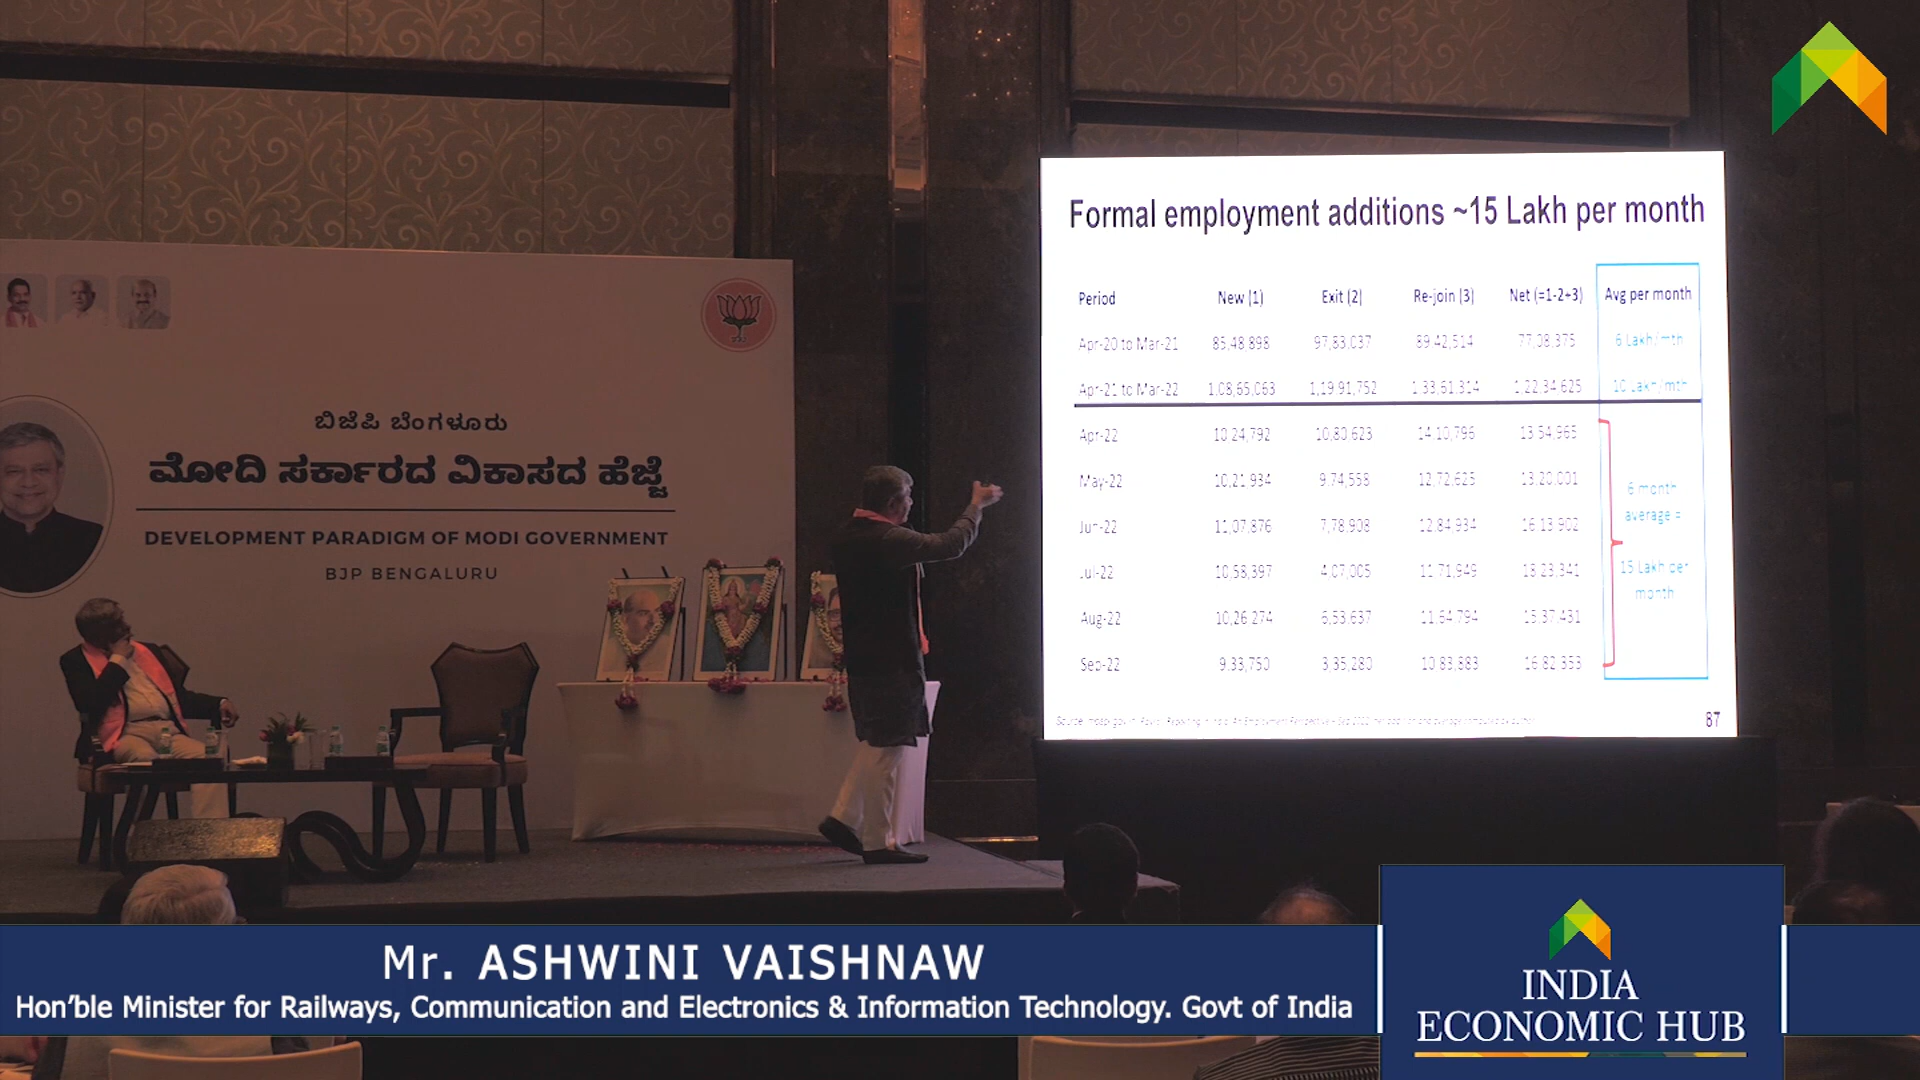 ಬಿಜೆಪಿ ಬೆಂಗಳೂರು
ಮೋದಿ ಸರ್ಕಾರದ ವಿಕಾಸದ ಹೆಜ್ಜೆ
DEVELOPMENT PARADIGM OF MODI GOVERNMENT
BJP BENGALURU
Formal employment additions ~15 Lakh per month
Period New (1) Exit (2) Re-join (3) Net (=1-2+3) Avg per month
Apr-20 to Mar-21 85,48,898 97,83,037 89,42,514 77,08,375 6 Lakh/mth
Apr-21 to Mar-22 1,08,65,063 1,19,91,752 1,33,61,314 1,22,34,625 10 Lakh/mth
Apr-22 10,24,792 10,80,623 14,10,796 13,54,965
May-22 10,21,934 9,74,558 12,72,625 13,20,001
Jun-22 11,07,876 7,78,908 12,84,934 16,13,902
Jul-22 10,58,397 4,07,005 11,71,949 18,23,341
Aug-22 10,26,274 6,53,637 11,64,794 15,37,431
Sep-22 9,33,750 3,35,280 10,83,883 16,82,353
6 month
average =
15 Lakh per
month
87
Mr. ASHWINI VAISHNAW
Hon’ble Minister for Railways, Communication and Electronics & Information Technology. Govt of India
INDIA
ECONOMIC HUB